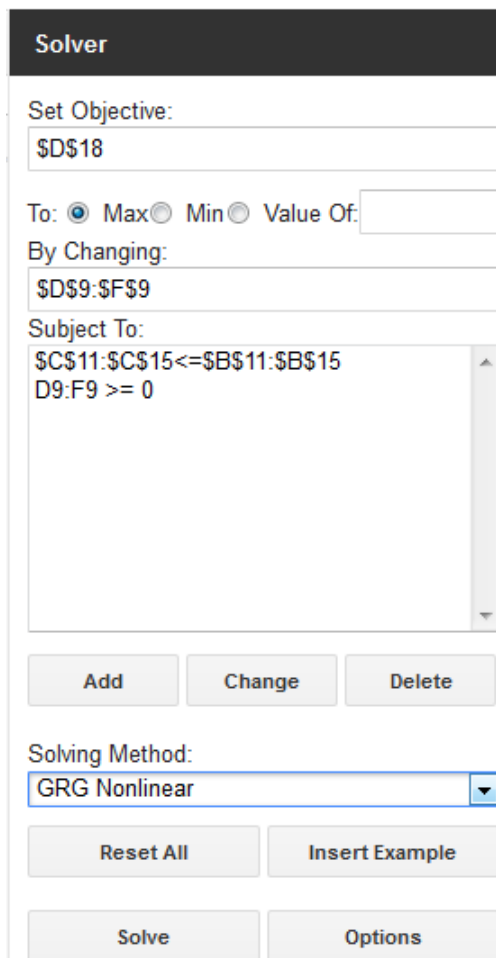 Solver
Set Objective:
$D$18
To: Max Min Value Of:
By Changing:
$D$9:$F$9
Subject To:
$C$11:$C$15<=$B$11:$B$15
D9:F9 >= 0
Add Change Delete
Solving Method:
GRG Nonlinear
Reset All Insert Example
Solve Options